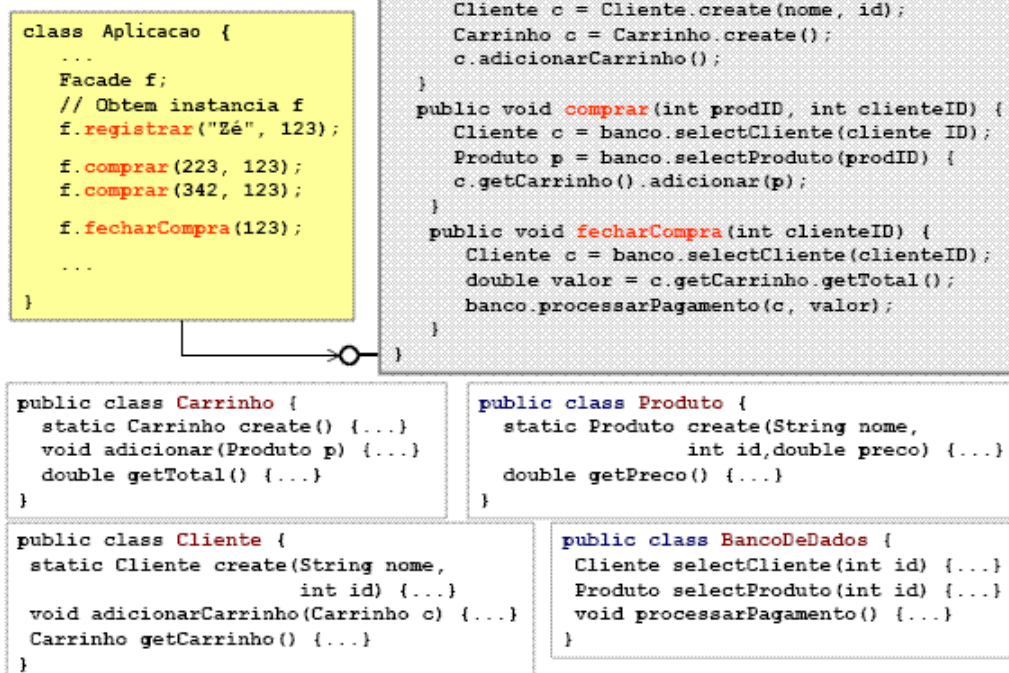 class Aplicacao {
...
Facade f;
// Obtem instancia f
f.registrar("Zé", 123);
f.comprar(223, 123);
f.comprar(342, 123);
f.fecharCompra(123);
...
}
Cliente c = Cliente.create(nome, id);
Carrinho c = Carrinho.create();
c.adicionarCarrinho();
}
public void comprar(int prodID, int clienteID) {
Cliente c = banco.selectCliente(cliente ID);
Produto p = banco.selectProduto(prodID) {
c.getCarrinho().adicionar(p);
}
public void fecharCompra(int clienteID) {
Cliente c = banco.selectCliente(clienteID);
double valor = c.getCarrinho.getTotal();
banco.processarPagamento(c, valor);
}
}
public class Carrinho {
static Carrinho create() {...}
void adicionar(Produto p) {...}
double getTotal() {...}
}
public class Produto {
static Produto create(String nome,
int id,double preco) {...}
double getPreco() {...}
}
public class Cliente {
static Cliente create(String nome,
int id) {...}
void adicionarCarrinho(Carrinho c) {...}
Carrinho getCarrinho() {...}
}
public class BancoDeDados {
Cliente selectCliente(int id) {...}
Produto selectProduto(int id) {...}
void processarPagamento() {...}
}